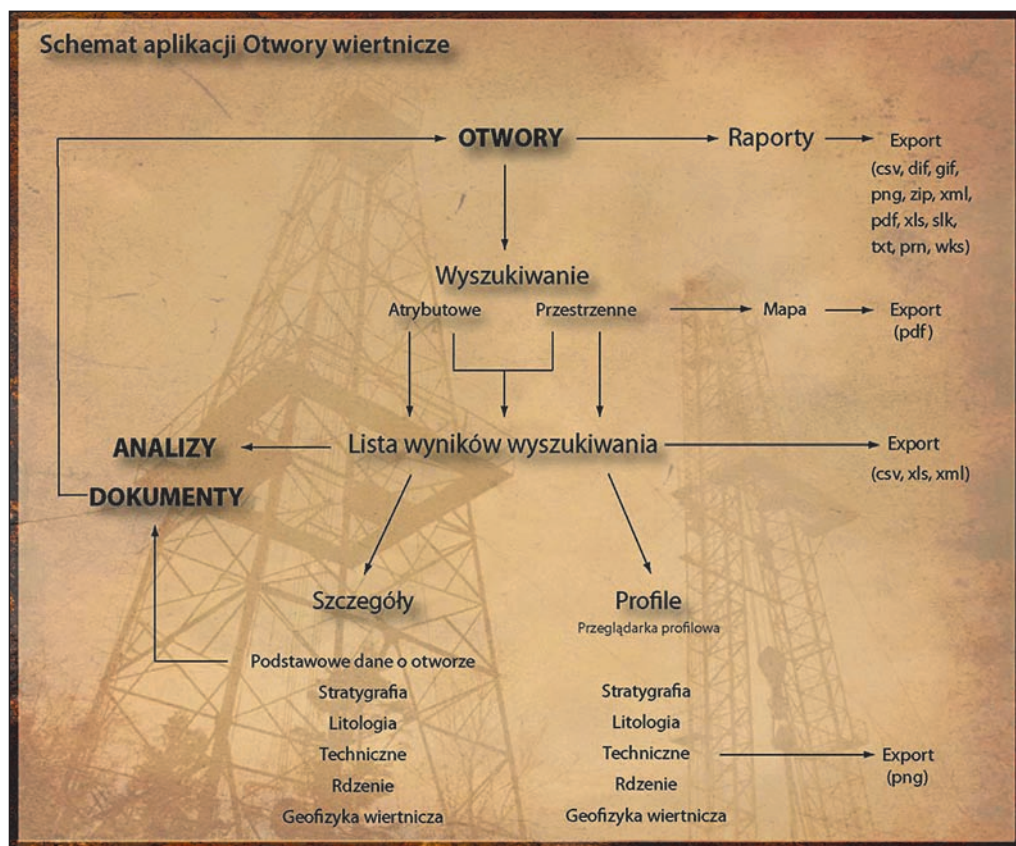 Schemat aplikacji Otwory wiertnicze
OTWORY
Raporty
Export
(csv, dif, gif,
png, zip, xml,
pdf, xls, slk,
txt, prn, wks)
Wyszukiwanie
Atrybutowe
Przestrzenne
Mapa
Export
(pdf)
ANALIZY
Lista wyników wyszukiwania
Export
(csv, xls, xml)
DOKUMENTY
Szczegóły
Profile
Przeglądarka profilowa
Podstawowe dane o otworze
Stratygrafia
Litologia
Techniczne
Rdzenie
Geofizyka wiertnicza
Stratygrafia
Litologia
Techniczne
Rdzenie
Geofizyka wiertnicza
Export
(png)